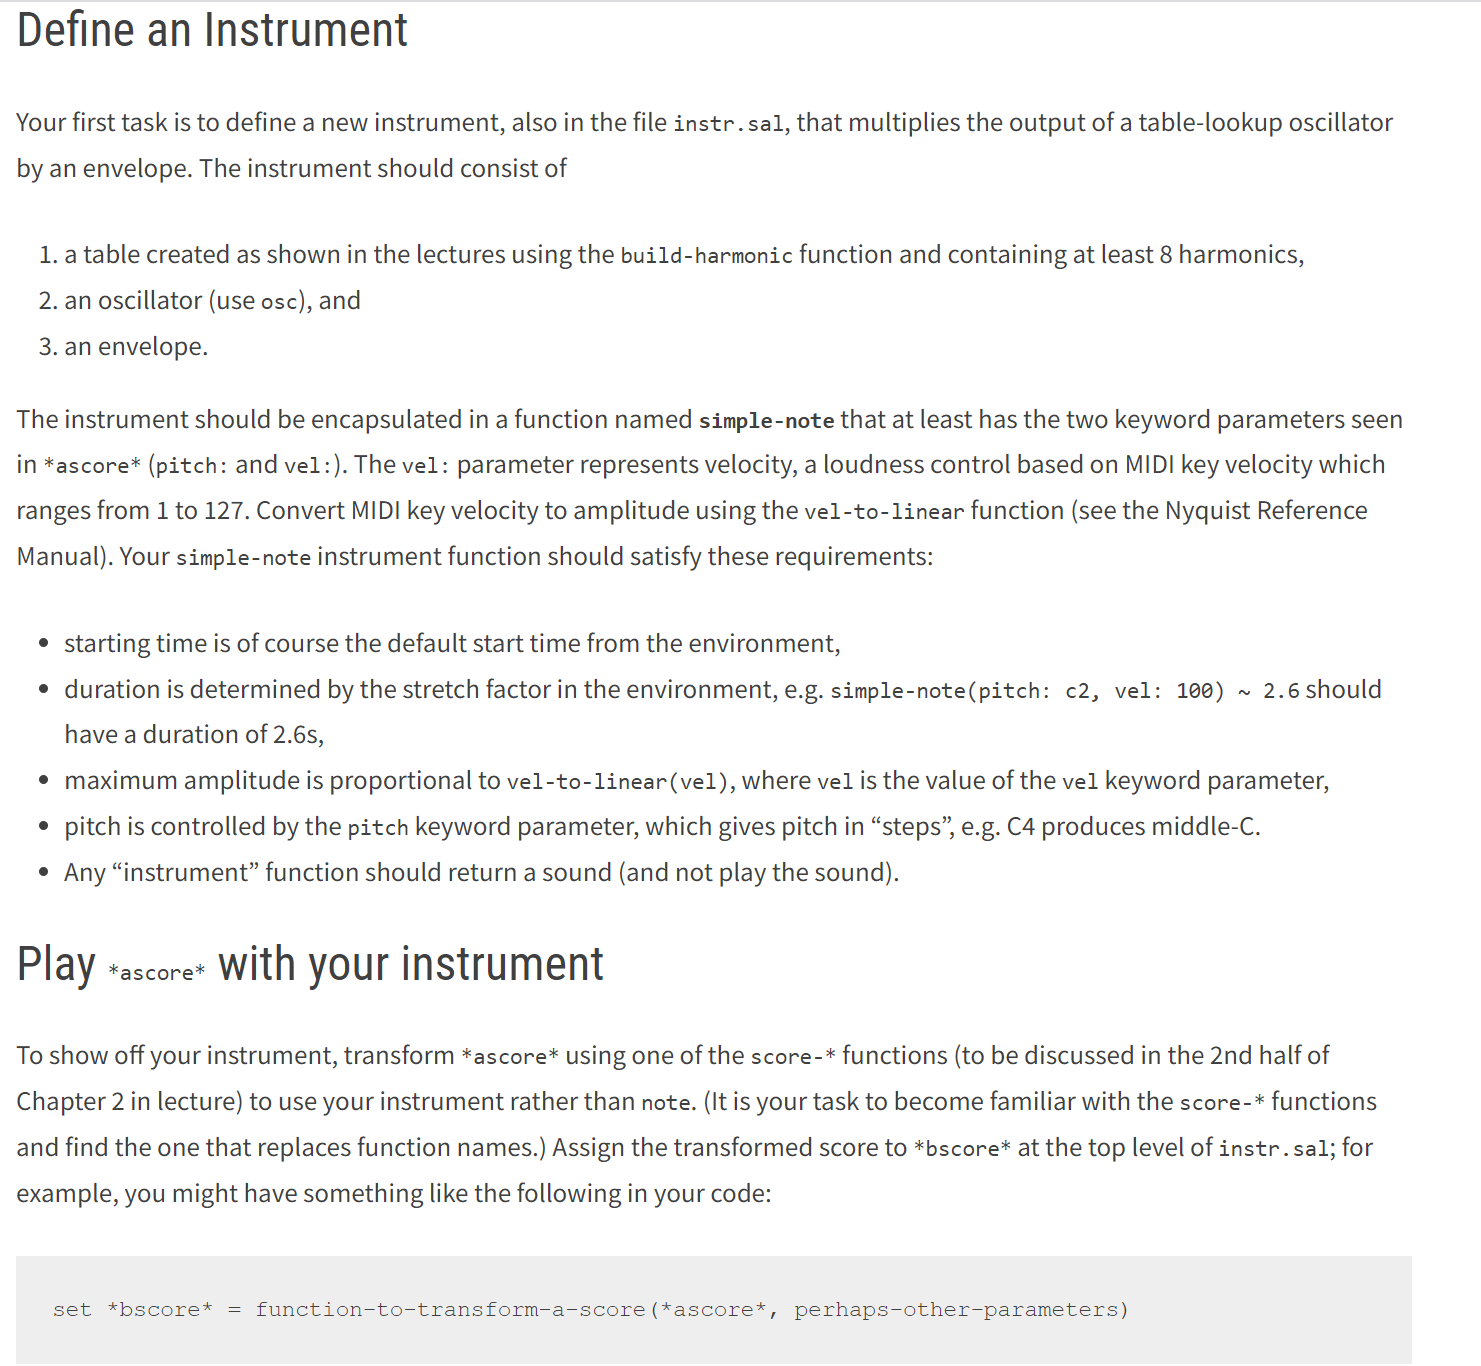 Define an Instrument
Your first task is to define a new instrument, also in the file instr.sal, that multiplies the output of a table-lookup oscillator
by an envelope. The instrument should consist of
1. a table created as shown in the lectures using the build-harmonic function and containing at least 8 harmonics,
2. an oscillator (use osc), and
3. an envelope.
The instrument should be encapsulated in a function named simple-note that at least has the two keyword parameters seen
in *ascore* (pitch: and vel:). The vel: parameter represents velocity, a loudness control based on MIDI key velocity which
ranges from 1 to 127. Convert MIDI key velocity to amplitude using the vel-to-linear function (see the Nyquist Reference
Manual). Your simple-note instrument function should satisfy these requirements:
• starting time is of course the default start time from the environment,
• duration is determined by the stretch factor in the environment, e.g. simple-note(pitch: c2, vel: 100) ~ 2.6 should
have a duration of 2.6s,
• maximum amplitude is proportional to vel-to-linear(vel), where vel is the value of the vel keyword parameter,
• pitch is controlled by the pitch keyword parameter, which gives pitch in “steps”, e.g. C4 produces middle-C.
• Any “instrument” function should return a sound (and not play the sound).
Play *ascore* with your instrument
To show off your instrument, transform *ascore* using one of the score-* functions (to be discussed in the 2nd half of
Chapter 2 in lecture) to use your instrument rather than note. (It is your task to become familiar with the score-* functions
and find the one that replaces function names.) Assign the transformed score to *bscore* at the top level of instr.sal; for
example, you might have something like the following in your code:
set *bscore* = function-to-transform-a-score(*ascore*, perhaps-other-parameters)